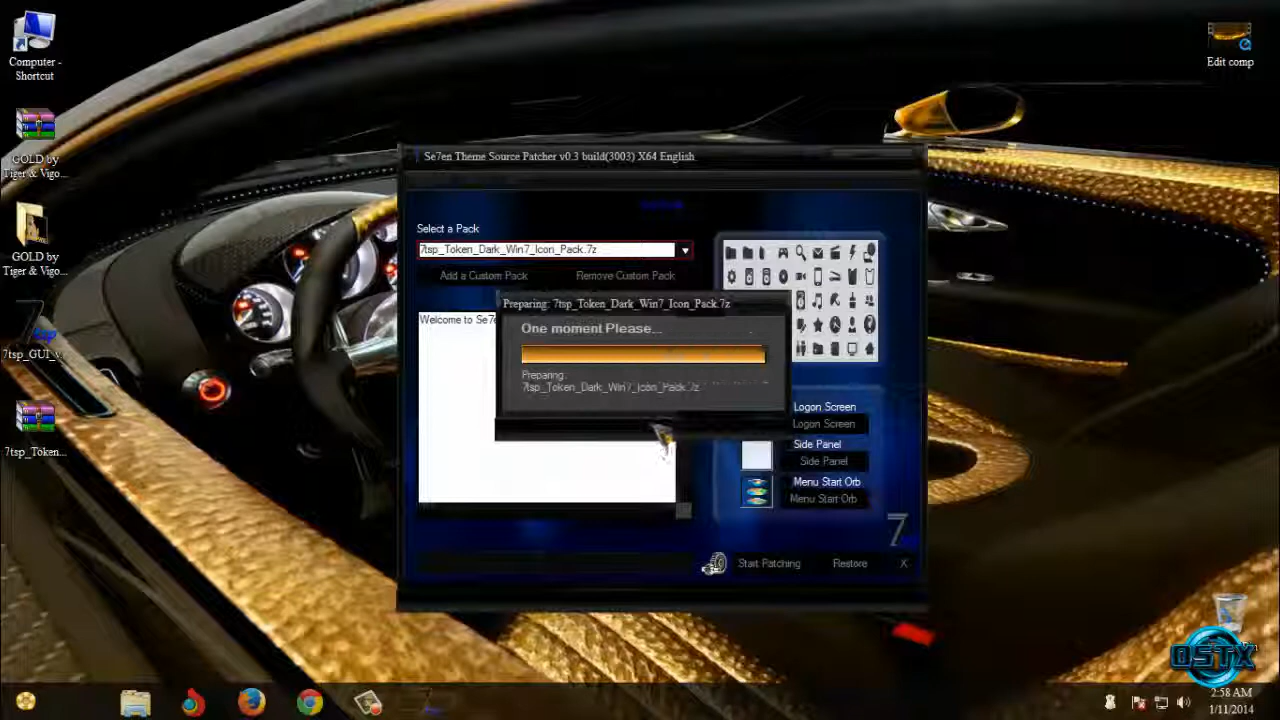 Computer -
Shortcut
Edit comp
GOLD by
Tiger & Vigo...
GOLD by
Tiger & Vigo...
7tsp_GUI_v...
7tsp_Token...
Se7en Theme Source Patcher v0.3 build(3003) X64 English
Select a Pack
7tsp_Token_Dark_Win7_Icon_Pack.7z
Add a Custom Pack
Remove Custom Pack
Welcome to Se7e
Preparing: 7tsp_Token_Dark_Win7_Icon_Pack.7z
One moment Please...
Preparing:
7tsp_Token_Dark_Win7_Icon_Pack.7z
Logon Screen
Logon Screen
Side Panel
Side Panel
Menu Start Orb
Menu Start Orb
7
Start Patching
Restore
X
OSTX
2:58 AM
1/11/2014